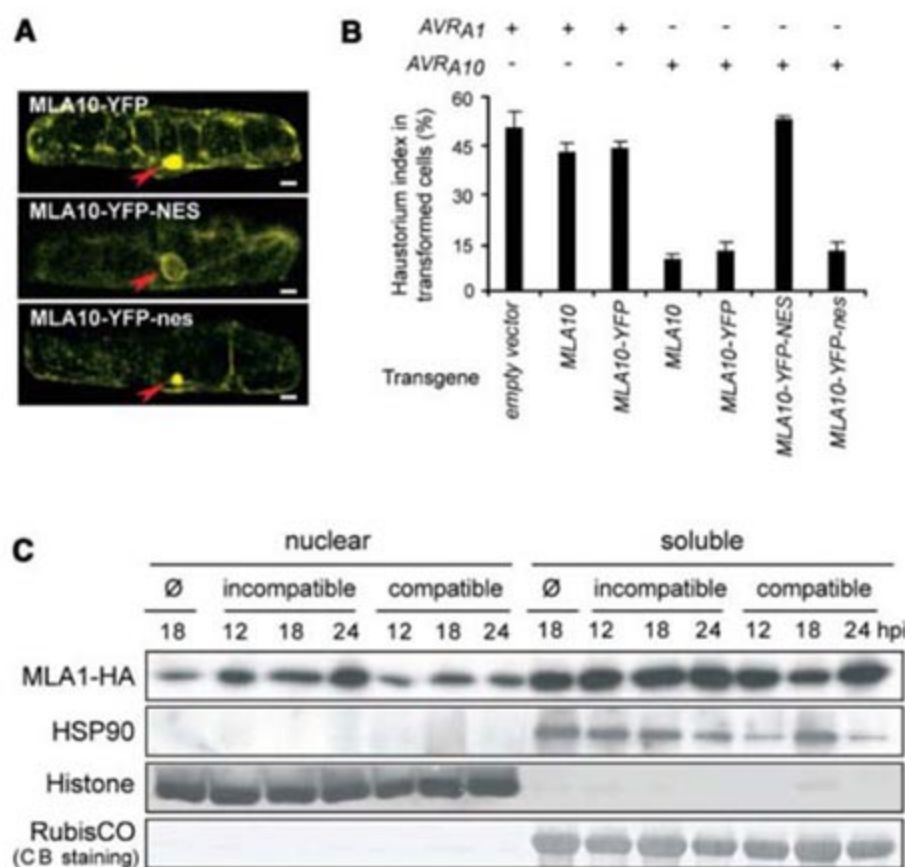 A
MLA10-YFP
MLA10-YFP-NES
MLA10-YFP-nes
B
AVRA1 + + + - - - -
AVRA10 - - - + + + +
Haustorium index in
transformed cells (%)
60
45
30
15
0
Transgene
empty vector
MLA10
MLA10-YFP
MLA10
MLA10-YFP
MLA10-YFP-NES
MLA10-YFP-nes
C
nuclear soluble
Ø incompatible compatible Ø incompatible compatible
18 12 18 24 12 18 24 18 12 18 24 12 18 24 hpi
MLA1-HA
HSP90
Histone
RubisCO
(CB staining)